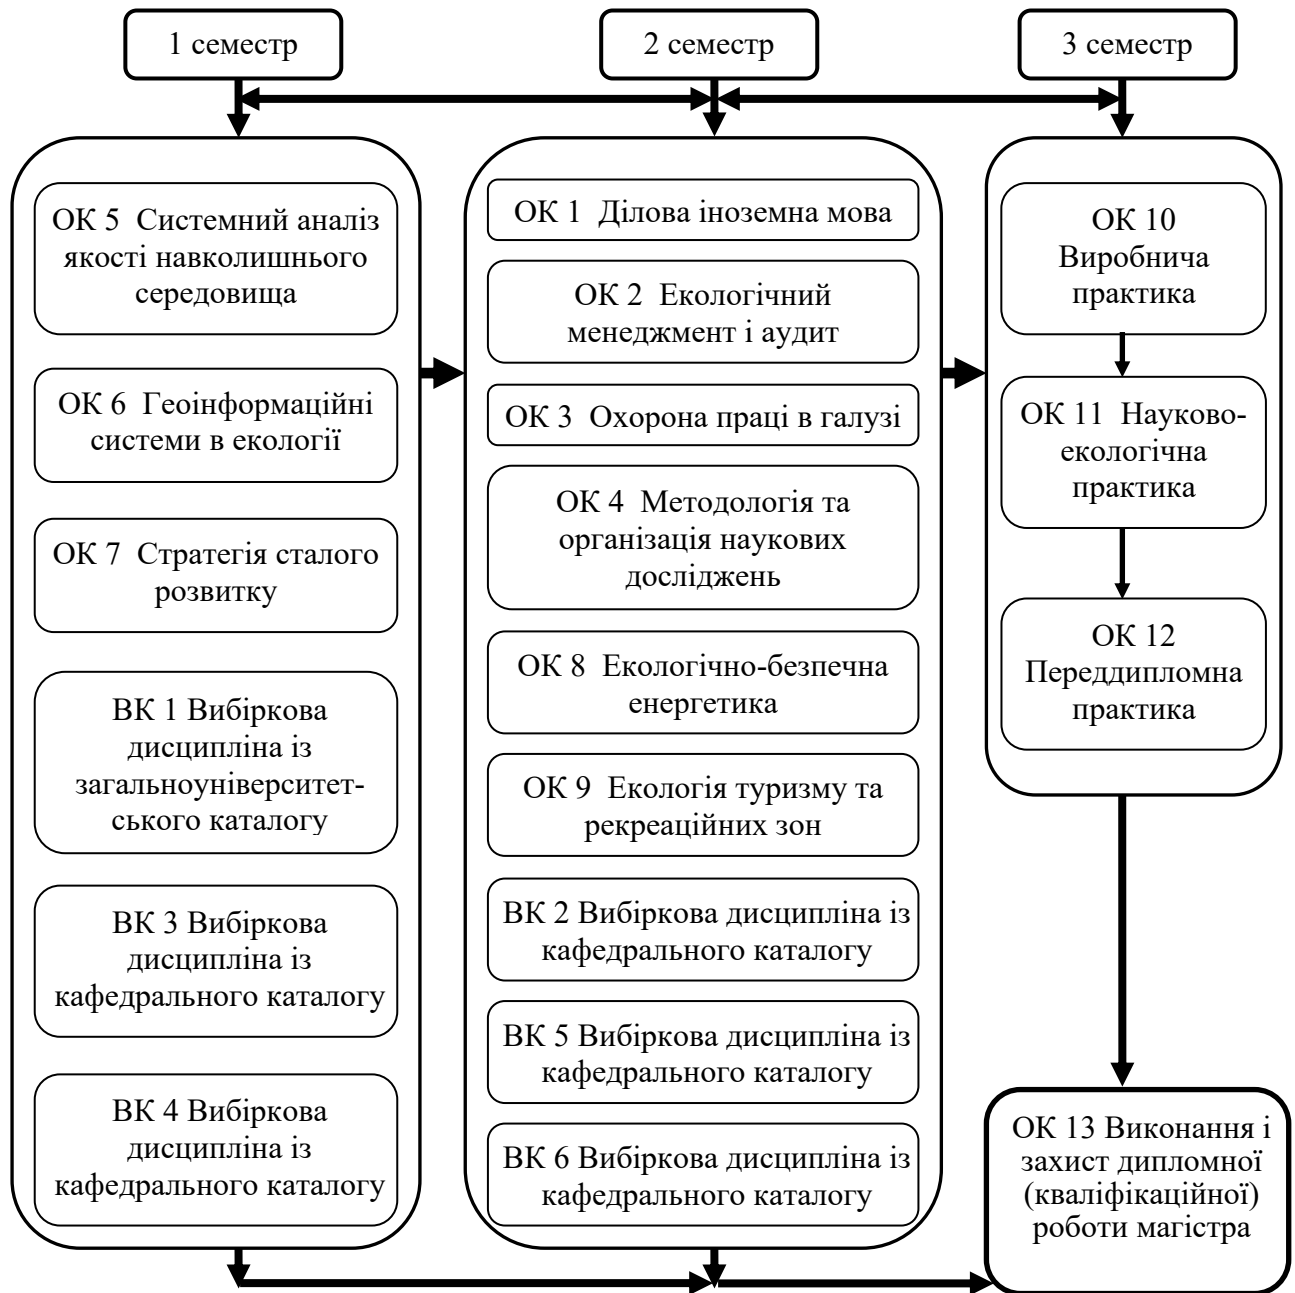 1 семестр
2 семестр
3 семестр
ОК 5  Системний аналіз
якості навколишнього
середовища
ОК 6  Геоінформаційні
системи в екології
ОК 7  Стратегія сталого
розвитку
ВК 1 Вибіркова
дисципліна із
загальноуніверситет-
ського каталогу
ВК 3 Вибіркова
дисципліна із
кафедрального каталогу
ВК 4 Вибіркова
дисципліна із
кафедрального каталогу
ОК 1  Ділова іноземна мова
ОК 2  Екологічний
менеджмент і аудит
ОК 3  Охорона праці в галузі
ОК 4  Методологія та
організація наукових
досліджень
ОК 8  Екологічно-безпечна
енергетика
ОК 9  Екологія туризму та
рекреаційних зон
ВК 2 Вибіркова дисципліна із
кафедрального каталогу
ВК 5 Вибіркова дисципліна із
кафедрального каталогу
ВК 6 Вибіркова дисципліна із
кафедрального каталогу
ОК 10
Виробнича
практика
ОК 11  Науково-
екологічна
практика
ОК 12
Переддипломна
практика
ОК 13 Виконання і
захист дипломної
(кваліфікаційної)
роботи магістра